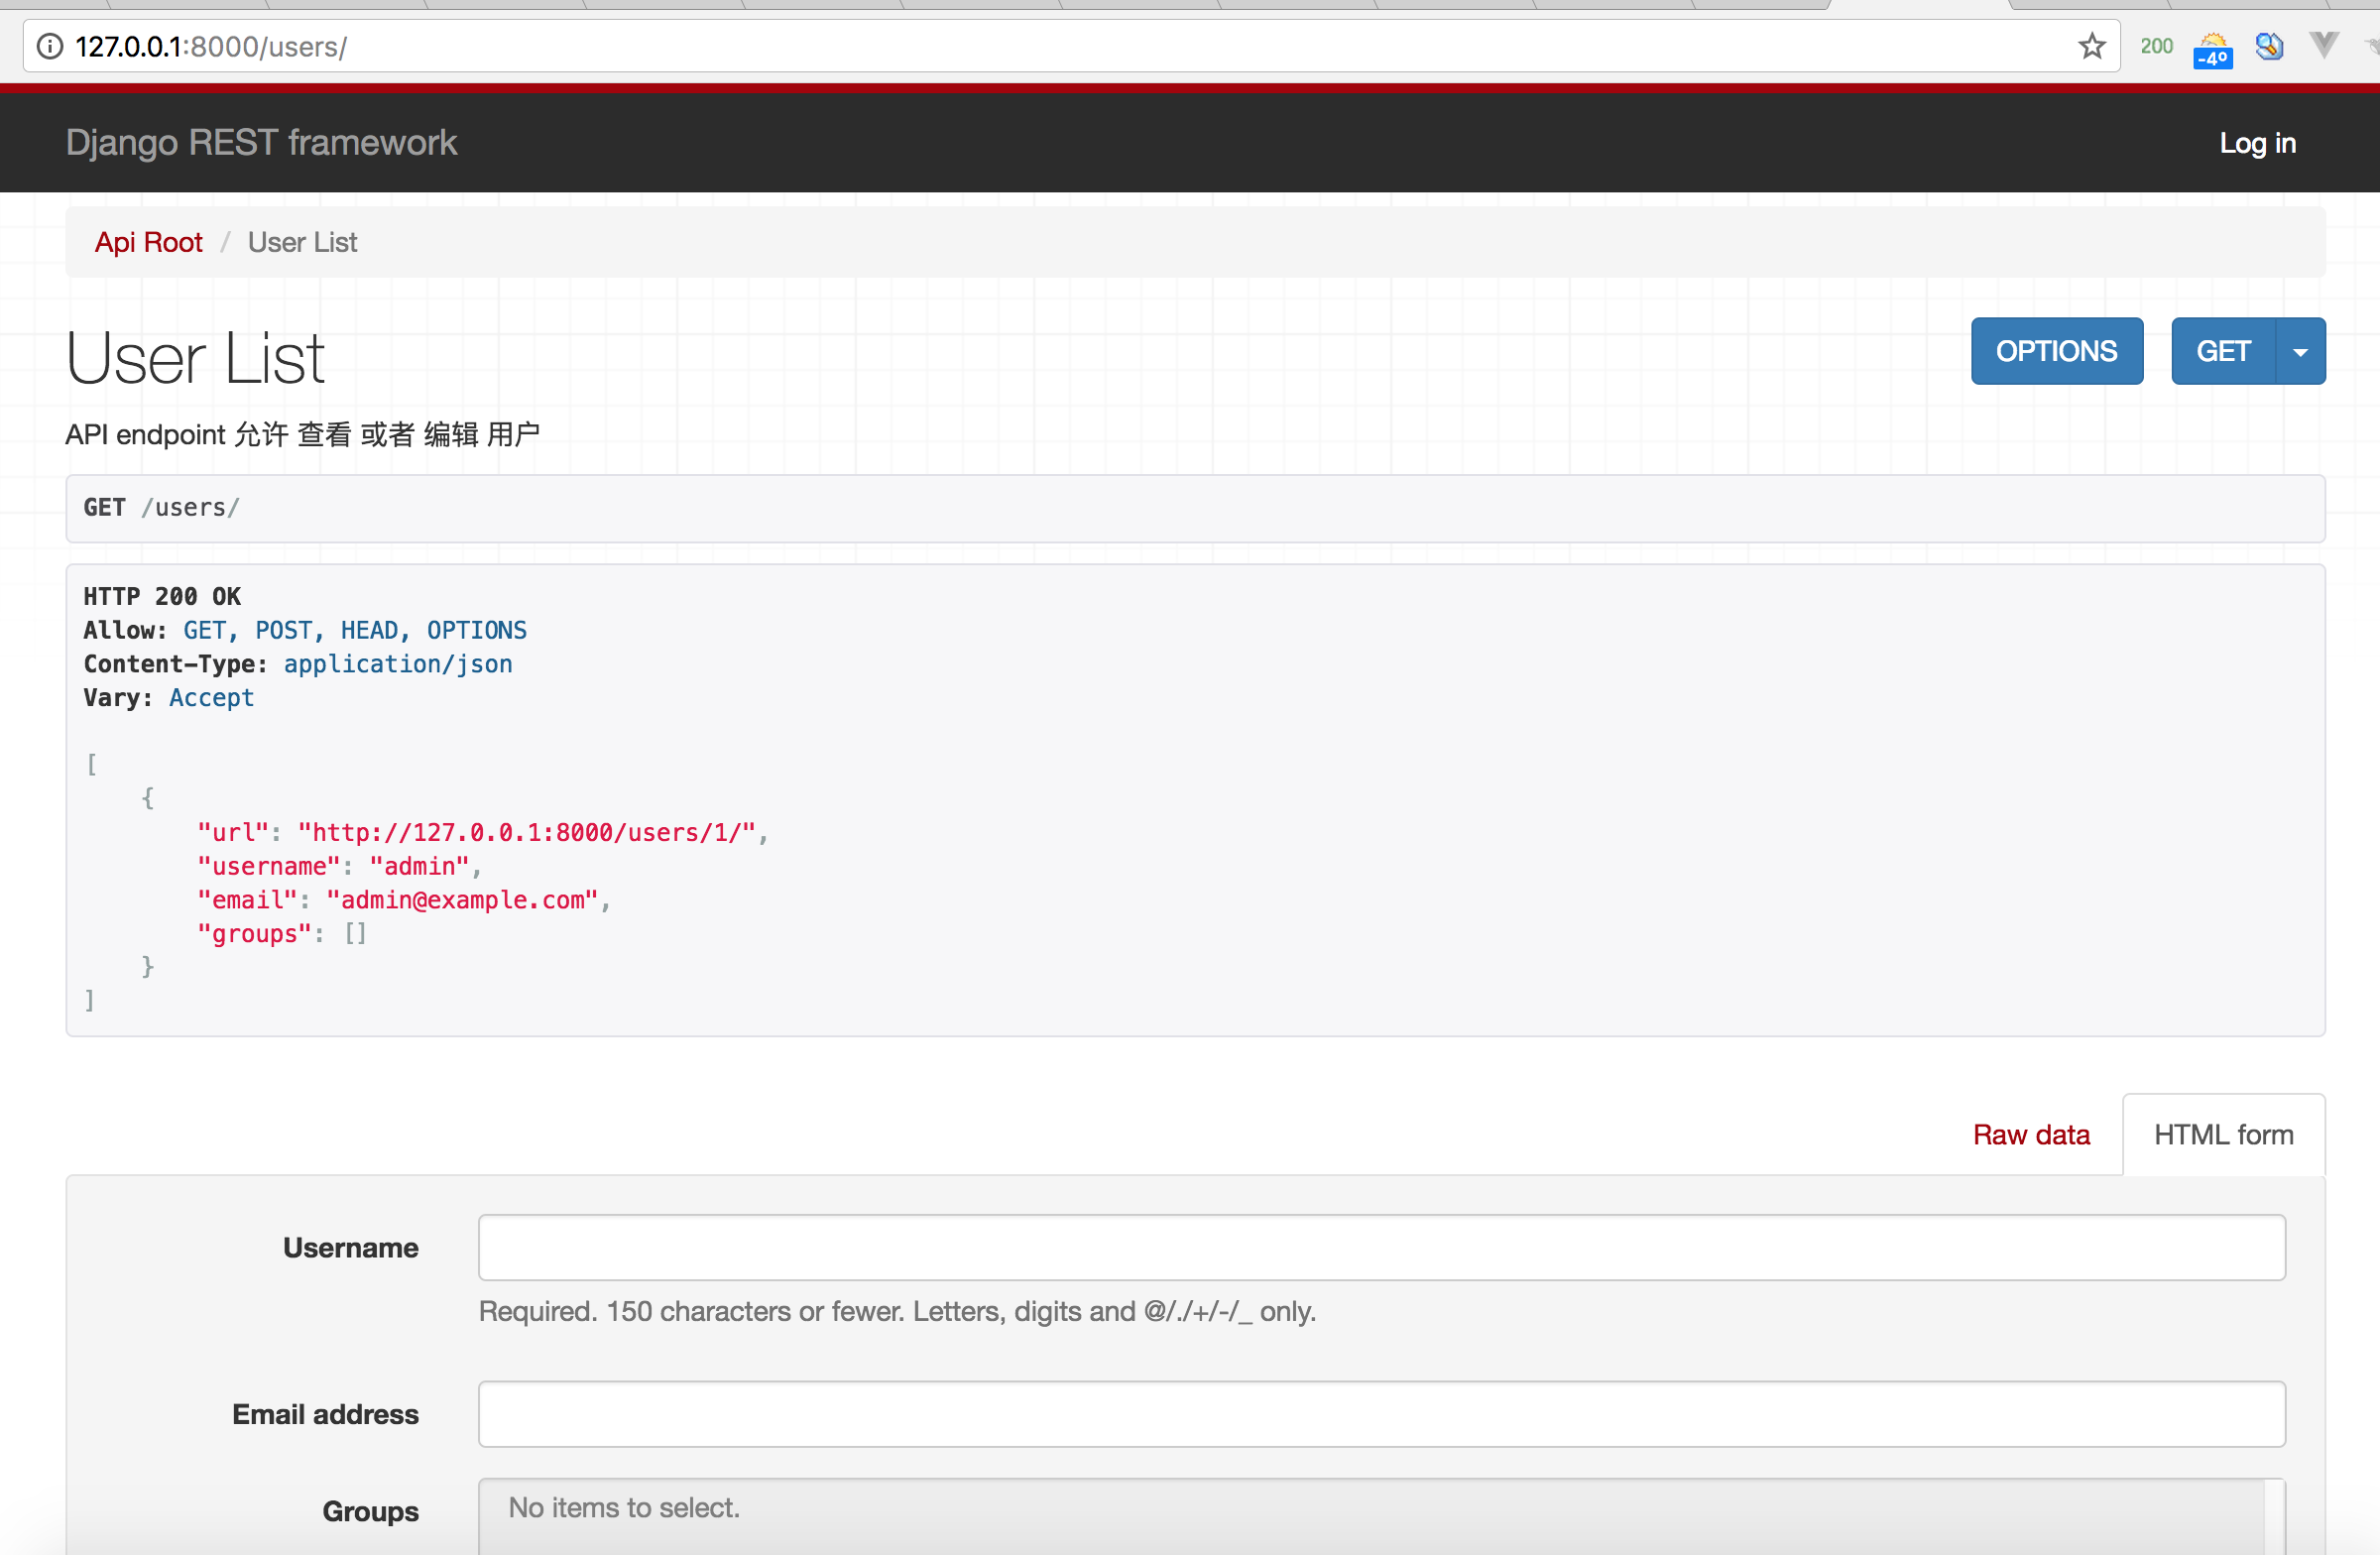 127.0.0.1:8000/users/
200
-4°
Django REST framework
Log in
Api Root / User List
User List
OPTIONS
GET
API endpoint 允许 查看 或者 编辑 用户
GET /users/
HTTP 200 OK
Allow: GET, POST, HEAD, OPTIONS
Content-Type: application/json
Vary: Accept
[
    {
        "url": "http://127.0.0.1:8000/users/1/",
        "username": "admin",
        "email": "admin@example.com",
        "groups": []
    }
]
Raw data
HTML form
Username
Required. 150 characters or fewer. Letters, digits and @/./+/-/_ only.
Email address
Groups
No items to select.